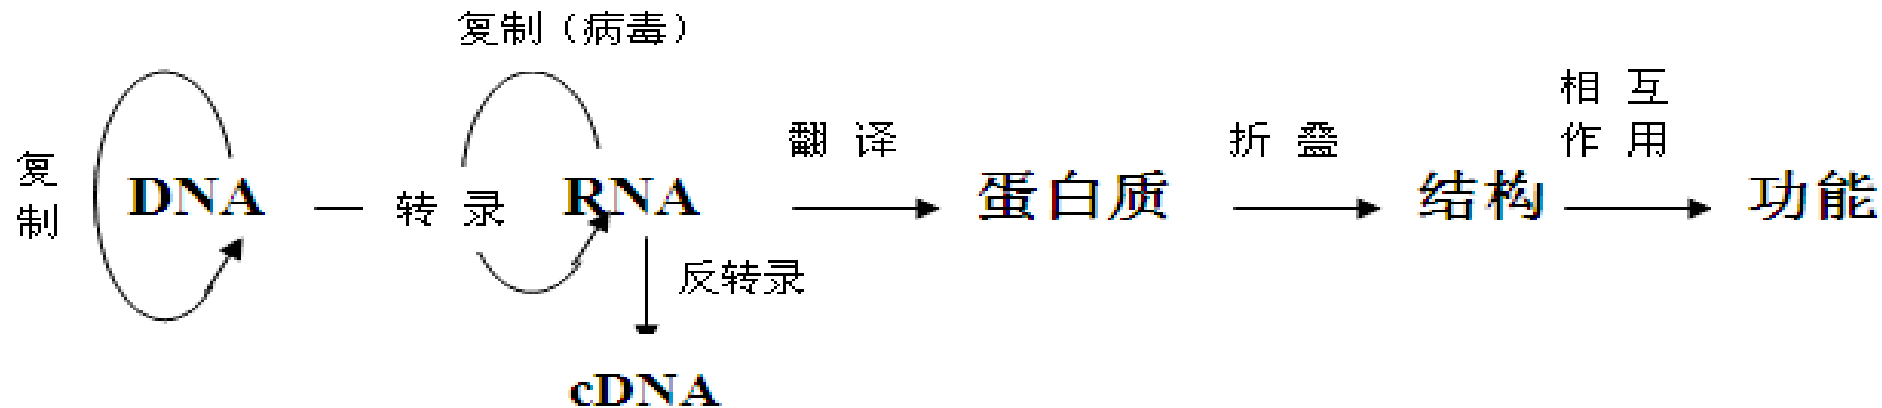 复制（病毒）
复制
DNA
转录
RNA
翻译
蛋白质
折叠
结构
相互作用
功能
反转录
cDNA